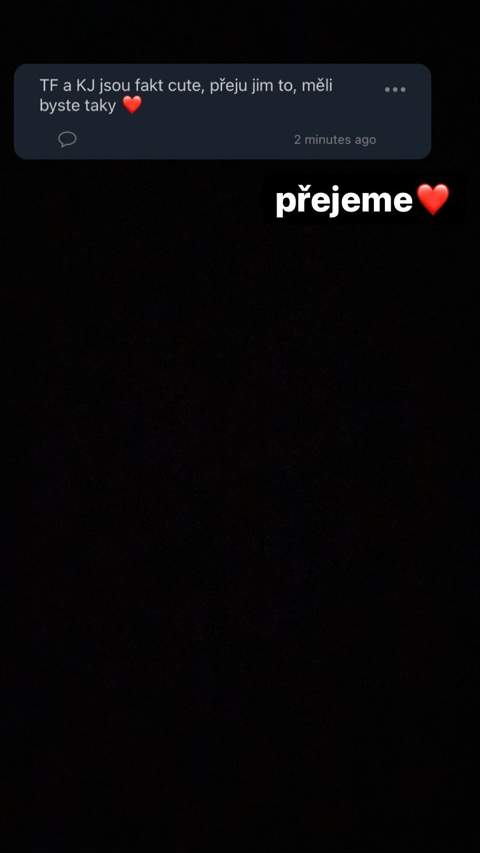 TF a KJ jsou fakt cute, přeju jim to, měli
byste taky ❤️
2 minutes ago
přejeme❤️